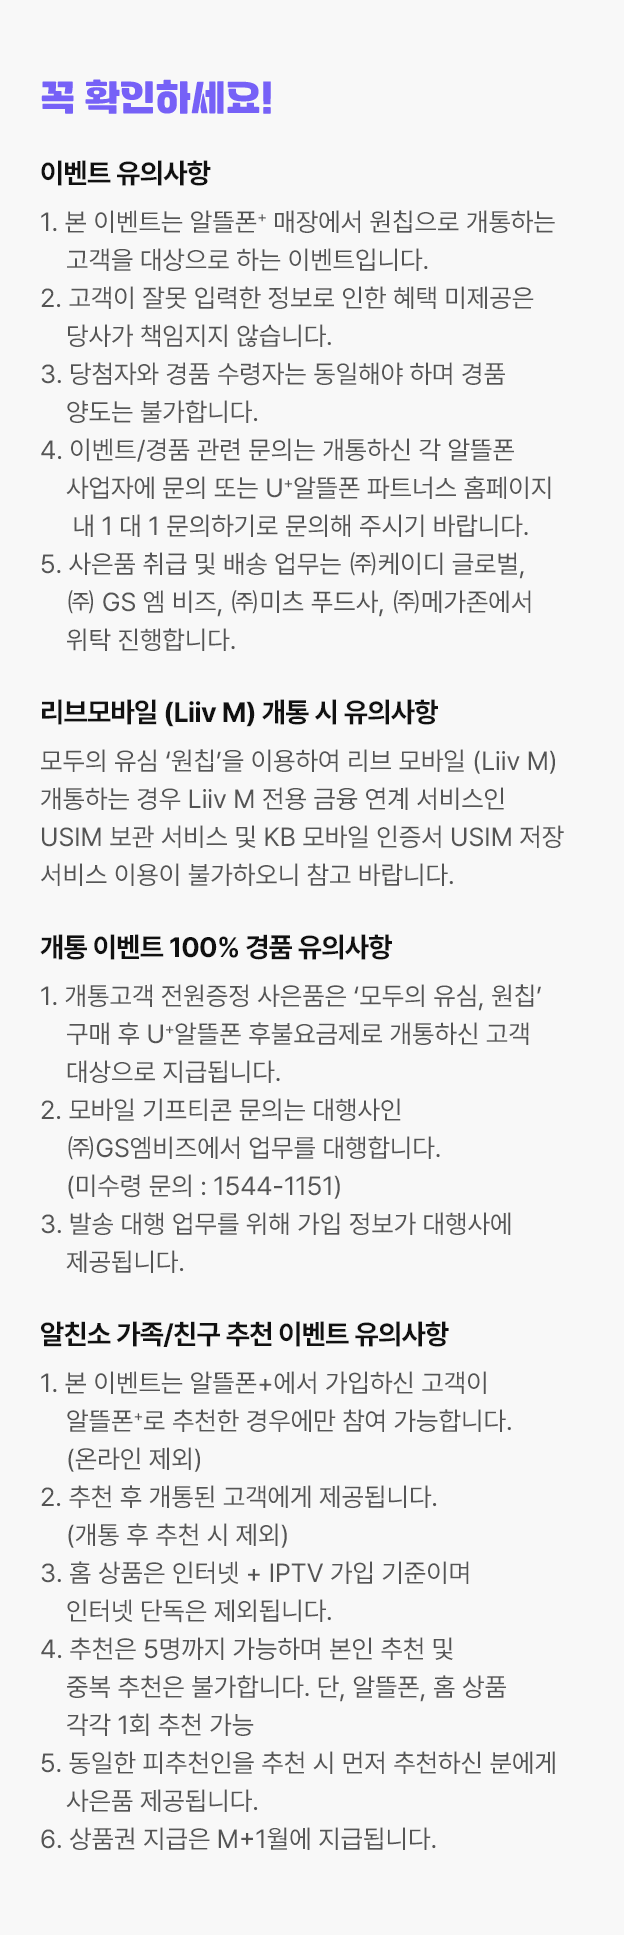 꼭 확인하세요!
이벤트 유의사항
1. 본 이벤트는 알뜰폰⁺ 매장에서 원칩으로 개통하는
고객을 대상으로 하는 이벤트입니다.
2. 고객이 잘못 입력한 정보로 인한 혜택 미제공은
당사가 책임지지 않습니다.
3. 당첨자와 경품 수령자는 동일해야 하며 경품
양도는 불가합니다.
4. 이벤트/경품 관련 문의는 개통하신 각 알뜰폰
사업자에 문의 또는 U⁺알뜰폰 파트너스 홈페이지
내 1 대 1 문의하기로 문의해 주시기 바랍니다.
5. 사은품 취급 및 배송 업무는 ㈜케이디 글로벌,
㈜ GS 엠 비즈, ㈜미츠 푸드사, ㈜메가존에서
위탁 진행합니다.
리브모바일 (Liiv M) 개통 시 유의사항
모두의 유심 ‘원칩’을 이용하여 리브 모바일 (Liiv M)
개통하는 경우 Liiv M 전용 금융 연계 서비스인
USIM 보관 서비스 및 KB 모바일 인증서 USIM 저장
서비스 이용이 불가하오니 참고 바랍니다.
개통 이벤트 100% 경품 유의사항
1. 개통고객 전원증정 사은품은 ‘모두의 유심, 원칩’
구매 후 U⁺알뜰폰 후불요금제로 개통하신 고객
대상으로 지급됩니다.
2. 모바일 기프티콘 문의는 대행사인
㈜GS엠비즈에서 업무를 대행합니다.
(미수령 문의 : 1544-1151)
3. 발송 대행 업무를 위해 가입 정보가 대행사에
제공됩니다.
알친소 가족/친구 추천 이벤트 유의사항
1. 본 이벤트는 알뜰폰+에서 가입하신 고객이
알뜰폰⁺로 추천한 경우에만 참여 가능합니다.
(온라인 제외)
2. 추천 후 개통된 고객에게 제공됩니다.
(개통 후 추천 시 제외)
3. 홈 상품은 인터넷 + IPTV 가입 기준이며
인터넷 단독은 제외됩니다.
4. 추천은 5명까지 가능하며 본인 추천 및
중복 추천은 불가합니다. 단, 알뜰폰, 홈 상품
각각 1회 추천 가능
5. 동일한 피추천인을 추천 시 먼저 추천하신 분에게
사은품 제공됩니다.
6. 상품권 지급은 M+1월에 지급됩니다.